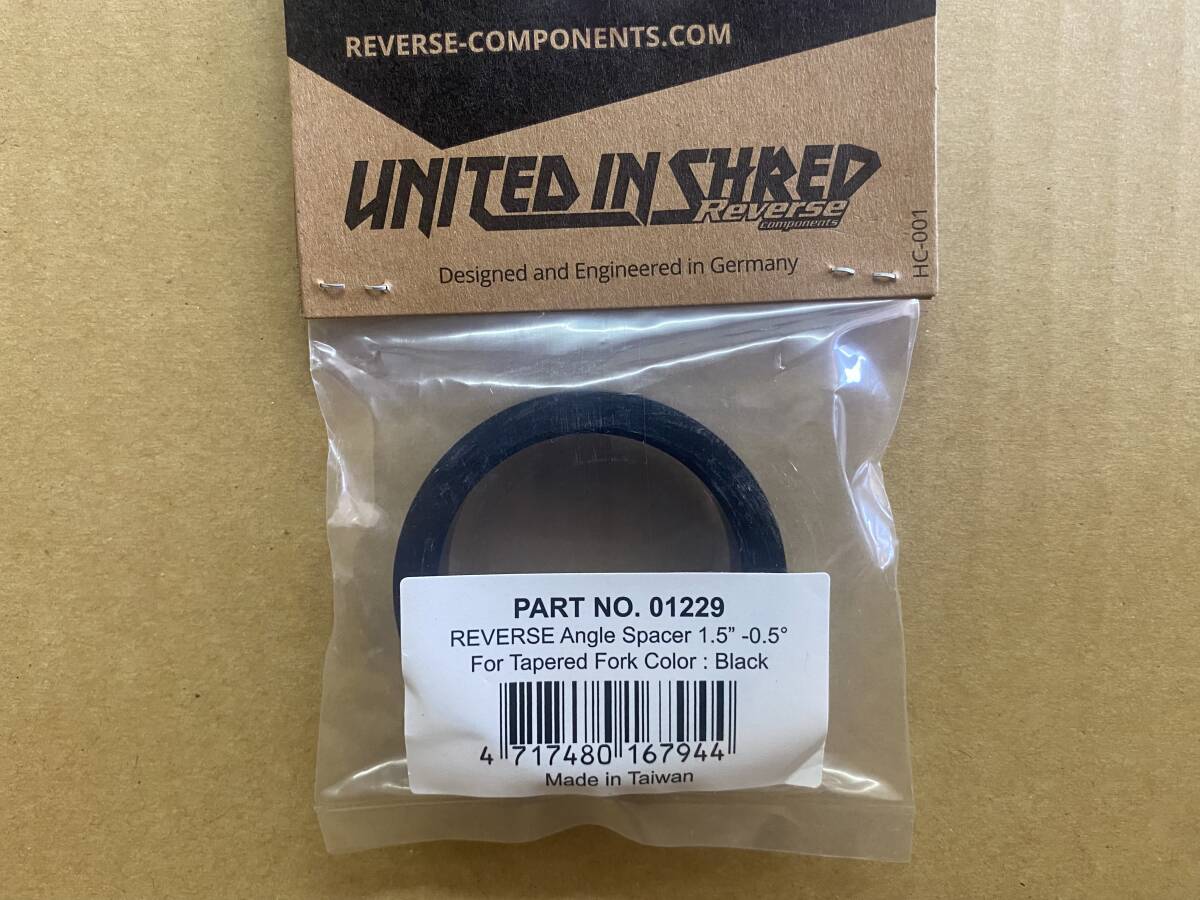 REVERSE-COMPONENTS.COM
UNITED IN SHRED
Reverse
components
Designed and Engineered in Germany
HC-001
PART NO. 01229
REVERSE Angle Spacer 1.5” -0.5°
For Tapered Fork Color : Black
4 717480 167944
Made in Taiwan